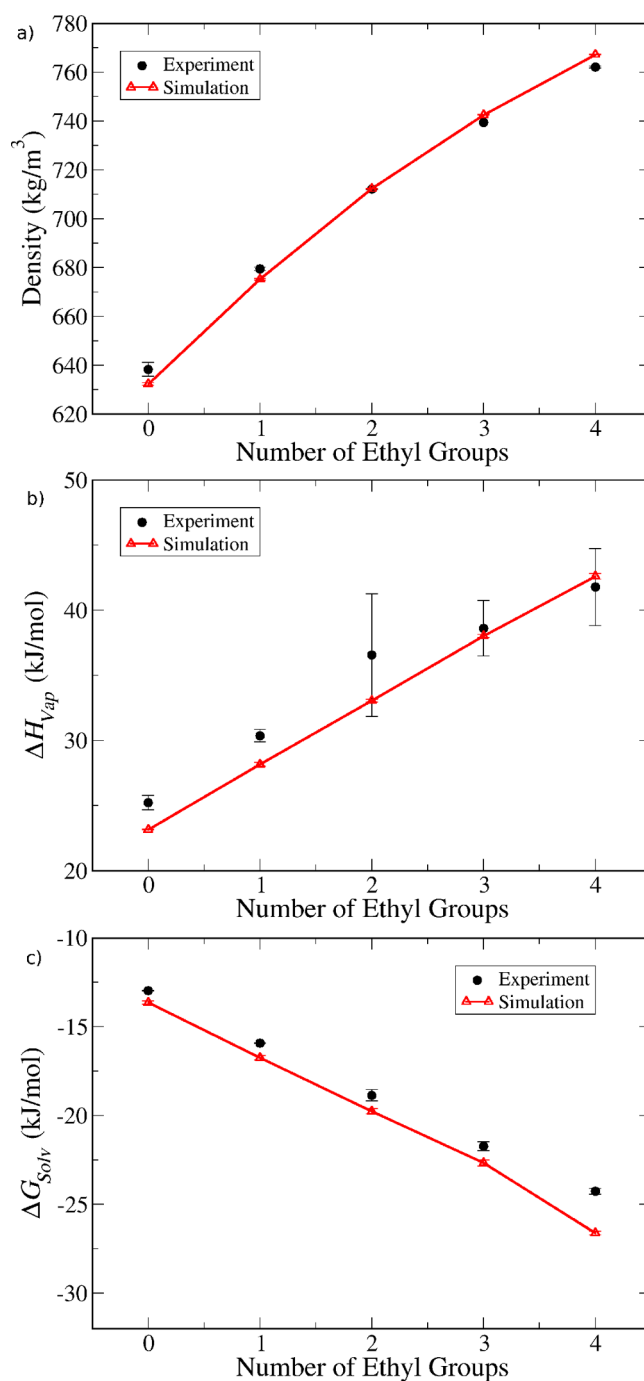 a)
780
760
740
720
700
680
660
640
620
Density (kg/m³)
Experiment
Simulation
0 1 2 3 4
Number of Ethyl Groups
b)
50
40
30
20
ΔH_Vap (kJ/mol)
Experiment
Simulation
0 1 2 3 4
Number of Ethyl Groups
c)
-10
-15
-20
-25
-30
ΔG_Solv (kJ/mol)
Experiment
Simulation
0 1 2 3 4
Number of Ethyl Groups